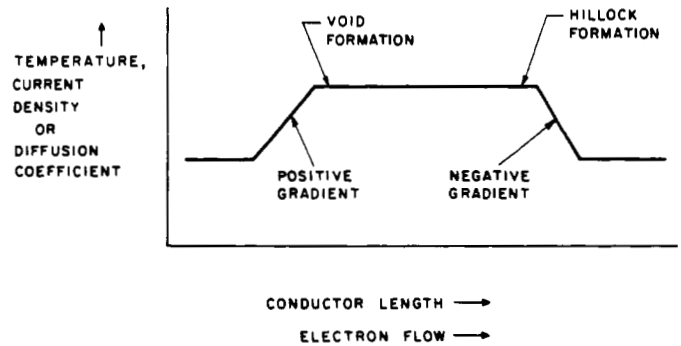 VOID
FORMATION
HILLOCK
FORMATION
TEMPERATURE,
CURRENT
DENSITY
OR
DIFFUSION
COEFFICIENT
POSITIVE
GRADIENT
NEGATIVE
GRADIENT
CONDUCTOR LENGTH
ELECTRON FLOW